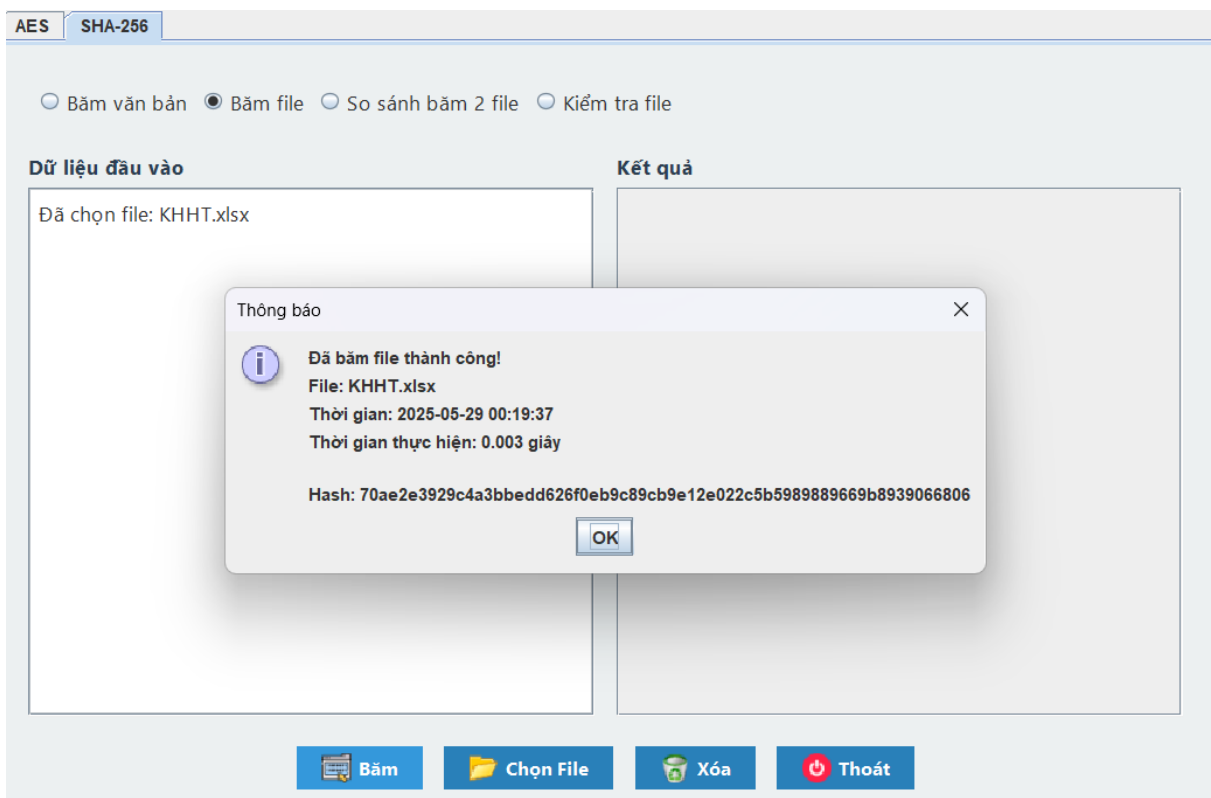 AES SHA-256
Băm văn bản Băm file So sánh băm 2 file Kiểm tra file
Dữ liệu đầu vào Kết quả
Đã chọn file: KHHT.xlsx
Thông báo
Đã băm file thành công!
File: KHHT.xlsx
Thời gian: 2025-05-29 00:19:37
Thời gian thực hiện: 0.003 giây
Hash: 70ae2e3929c4a3bbedd626f0eb9c89cb9e12e022c5b5989889669b8939066806
OK
Băm Chọn File Xóa Thoát